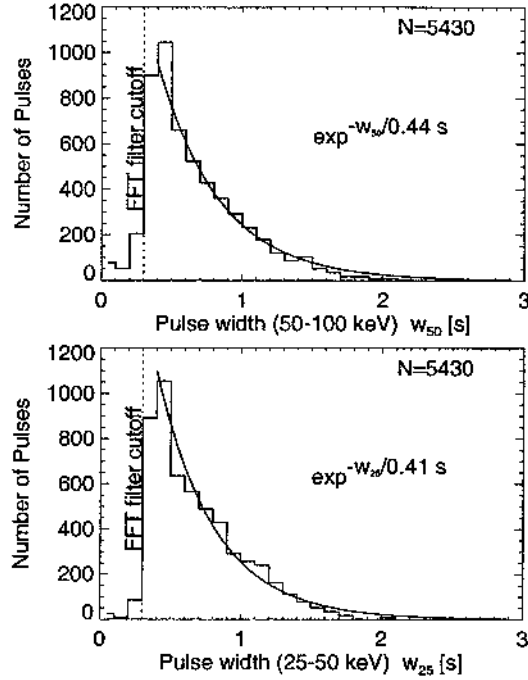 1200
1000
800
600
400
200
0
Number of Pulses
FFT filter cutoff
N=5430
exp-w50/0.44 s
0 1 2 3
Pulse width (50-100 keV) w50 [s]
1200
1000
800
600
400
200
0
Number of Pulses
FFT filter cutoff
N=5430
exp-w25/0.41 s
0 1 2 3
Pulse width (25-50 keV) w25 [s]